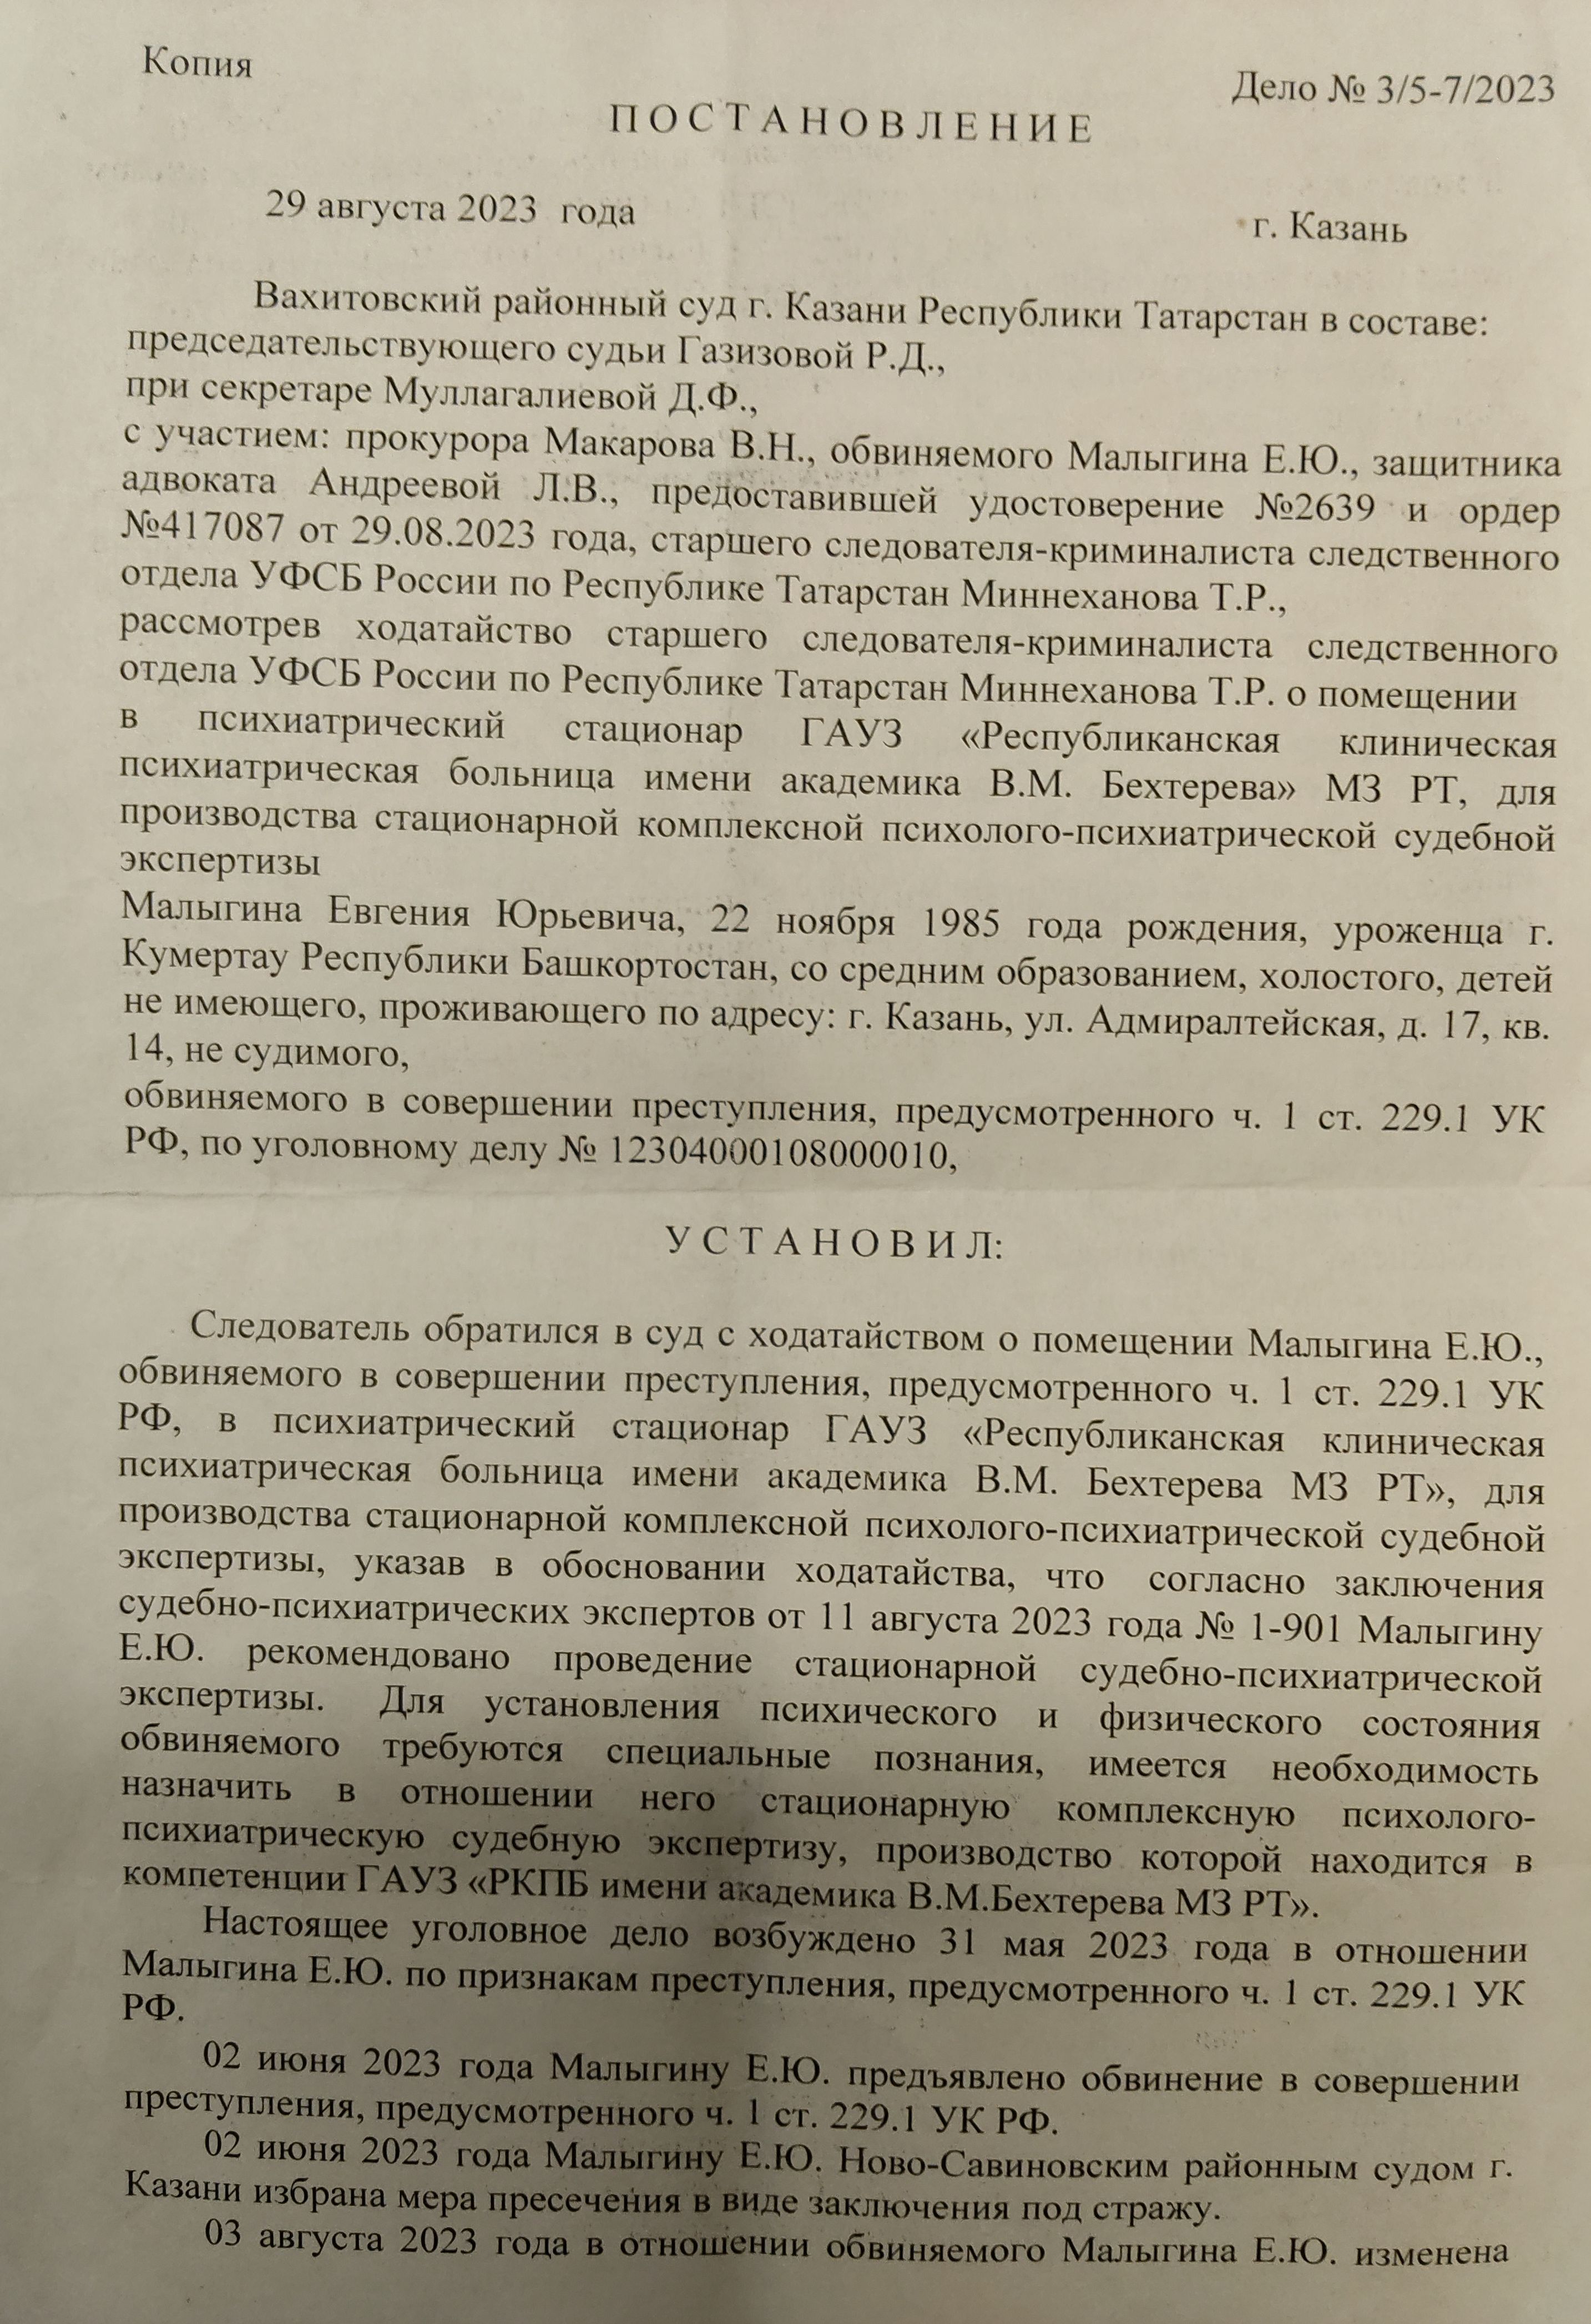 Копия
Дело № 3/5-7/2023
П О С Т А Н О В Л Е Н И Е
29 августа 2023 года
г. Казань
Вахитовский районный суд г. Казани Республики Татарстан в составе:
председательствующего судьи Газизовой Р.Д.,
при секретаре Муллагалиевой Д.Ф.,
с участием: прокурора Макарова В.Н., обвиняемого Малыгина Е.Ю., защитника
адвоката Андреевой Л.В., предоставившей удостоверение №2639 и ордер
№417087 от 29.08.2023 года, старшего следователя-криминалиста следственного
отдела УФСБ России по Республике Татарстан Миннеханова Т.Р.,
рассмотрев ходатайство старшего следователя-криминалиста следственного
отдела УФСБ России по Республике Татарстан Миннеханова Т.Р. о помещении
в психиатрический стационар ГАУЗ «Республиканская клиническая
психиатрическая больница имени академика В.М. Бехтерева» МЗ РТ, для
производства стационарной комплексной психолого-психиатрической судебной
экспертизы
Малыгина Евгения Юрьевича, 22 ноября 1985 года рождения, уроженца г.
Кумертау Республики Башкортостан, со средним образованием, холостого, детей
не имеющего, проживающего по адресу: г. Казань, ул. Адмиралтейская, д. 17, кв.
14, не судимого,
обвиняемого в совершении преступления, предусмотренного ч. 1 ст. 229.1 УК
РФ, по уголовному делу № 12304000108000010,
У С Т А Н О В И Л:
Следователь обратился в суд с ходатайством о помещении Малыгина Е.Ю.,
обвиняемого в совершении преступления, предусмотренного ч. 1 ст. 229.1 УК
РФ, в психиатрический стационар ГАУЗ «Республиканская клиническая
психиатрическая больница имени академика В.М. Бехтерева МЗ РТ», для
производства стационарной комплексной психолого-психиатрической судебной
экспертизы, указав в обосновании ходатайства, что согласно заключения
судебно-психиатрических экспертов от 11 августа 2023 года № 1-901 Малыгину
Е.Ю. рекомендовано проведение стационарной судебно-психиатрической
экспертизы. Для установления психического и физического состояния
обвиняемого требуются специальные познания, имеется необходимость
назначить в отношении него стационарную комплексную психолого-
психиатрическую судебную экспертизу, производство которой находится в
компетенции ГАУЗ «РКПБ имени академика В.М.Бехтерева МЗ РТ».
Настоящее уголовное дело возбуждено 31 мая 2023 года в отношении
Малыгина Е.Ю. по признакам преступления, предусмотренного ч. 1 ст. 229.1 УК
РФ.
02 июня 2023 года Малыгину Е.Ю. предъявлено обвинение в совершении
преступления, предусмотренного ч. 1 ст. 229.1 УК РФ.
02 июня 2023 года Малыгину Е.Ю. Ново-Савиновским районным судом г.
Казани избрана мера пресечения в виде заключения под стражу.
03 августа 2023 года в отношении обвиняемого Малыгина Е.Ю. изменена